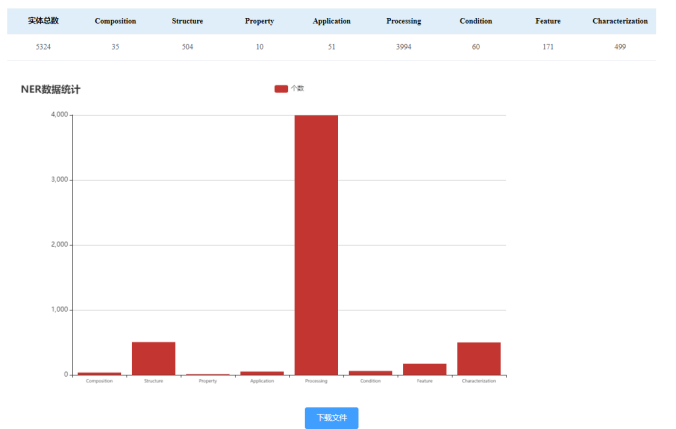 实体总数 Composition Structure Property Application Processing Condition Feature Characterization
5324 35 504 10 51 3994 60 171 499
NER数据统计
个数
4,000
3,000
2,000
1,000
0
Composition Structure Property Application Processing Condition Feature Characterization
下载文件